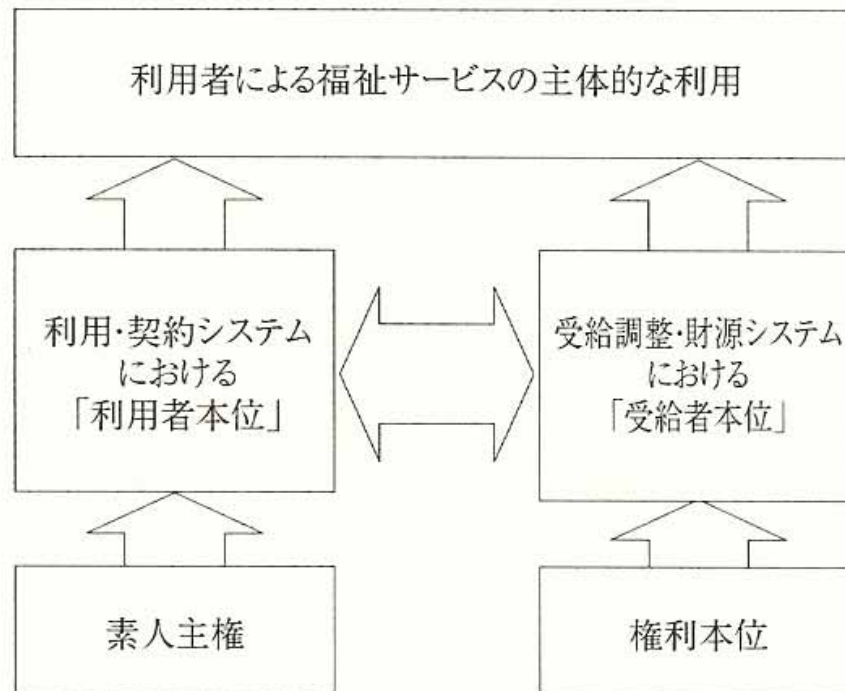 利用者による福祉サービスの主体的な利用
利用・契約システム
における
「利用者本位」
受給調整・財源システム
における
「受給者本位」
素人主権
権利本位